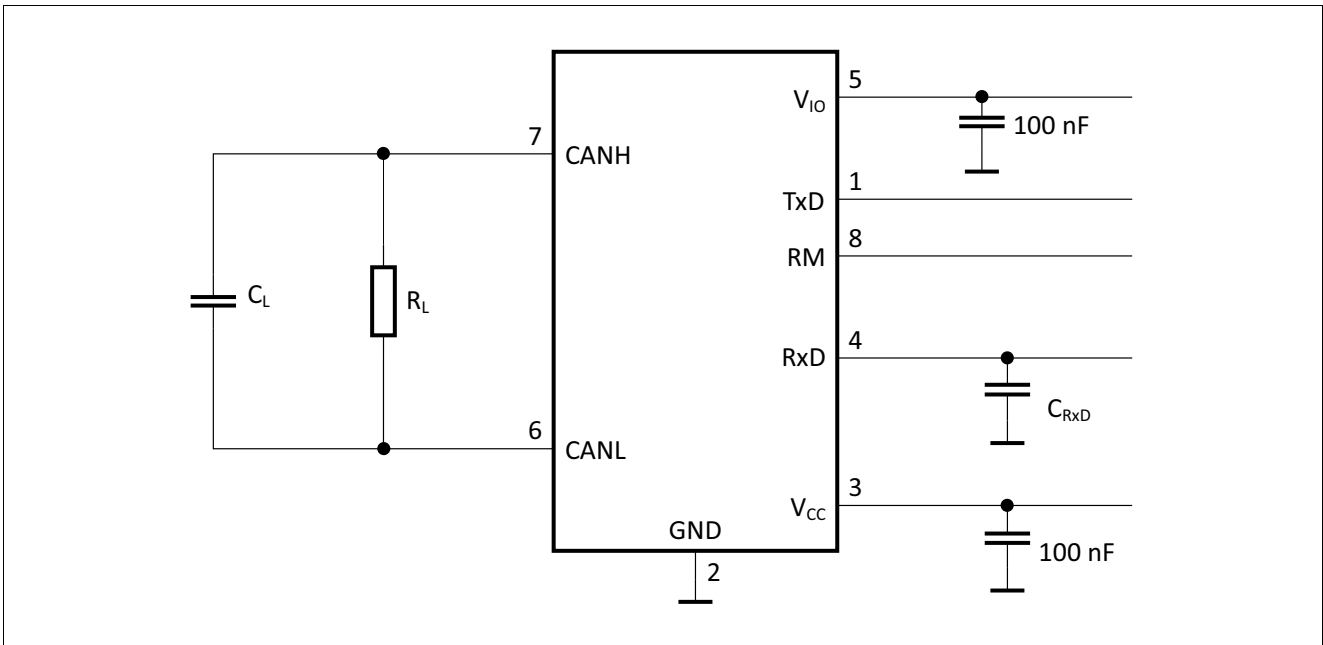 5
V_IO
100 nF
7
CANH
1
TxD
8
RM
C_L
R_L
4
RxD
C_RxD
6
CANL
3
V_CC
GND
100 nF
2